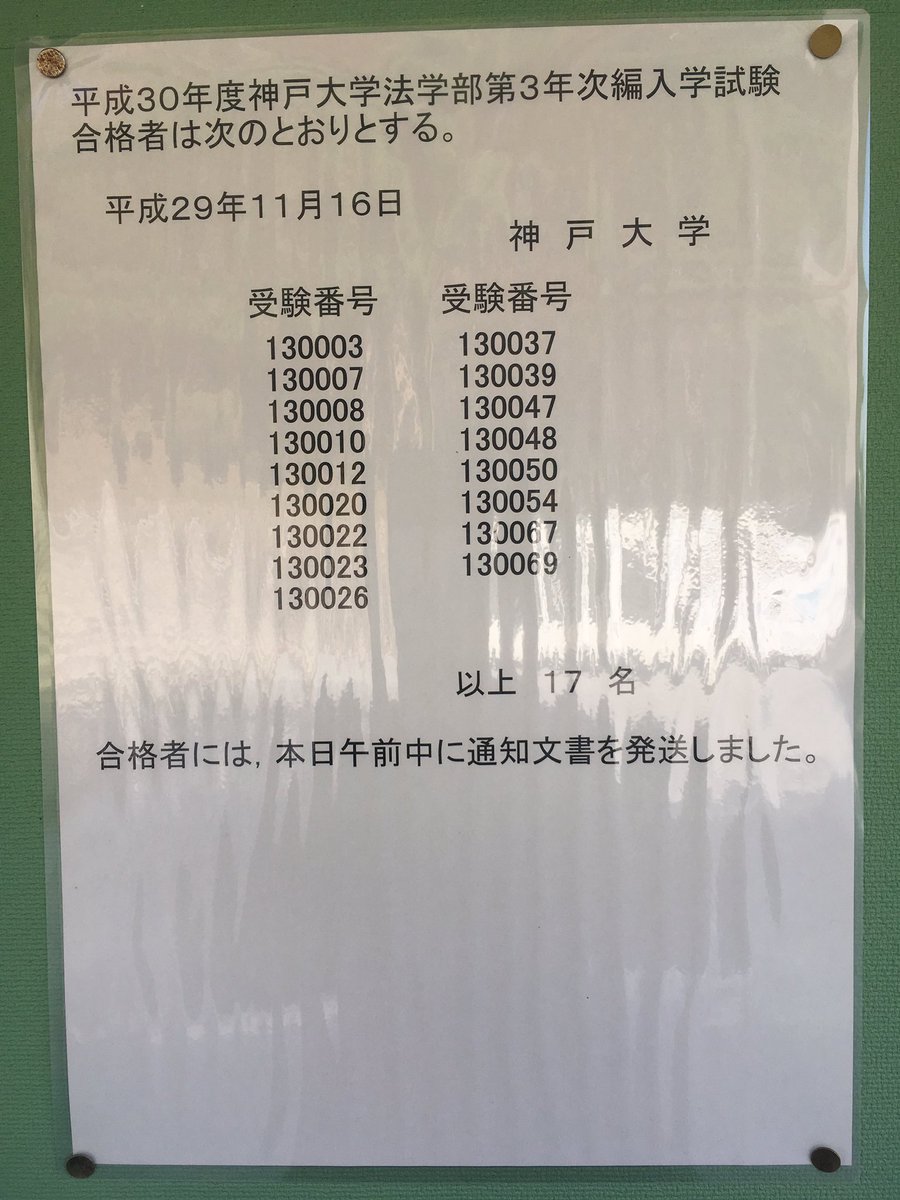 平成30年度神戸大学法学部第3年次編入学試験
合格者は次のとおりとする。
平成29年11月16日
神 戸 大 学
受験番号 受験番号
130003 130037
130007 130039
130008 130047
130010 130048
130012 130050
130020 130054
130022 130067
130023 130069
130026
以上 17 名
合格者には，本日午前中に通知文書を発送しました。